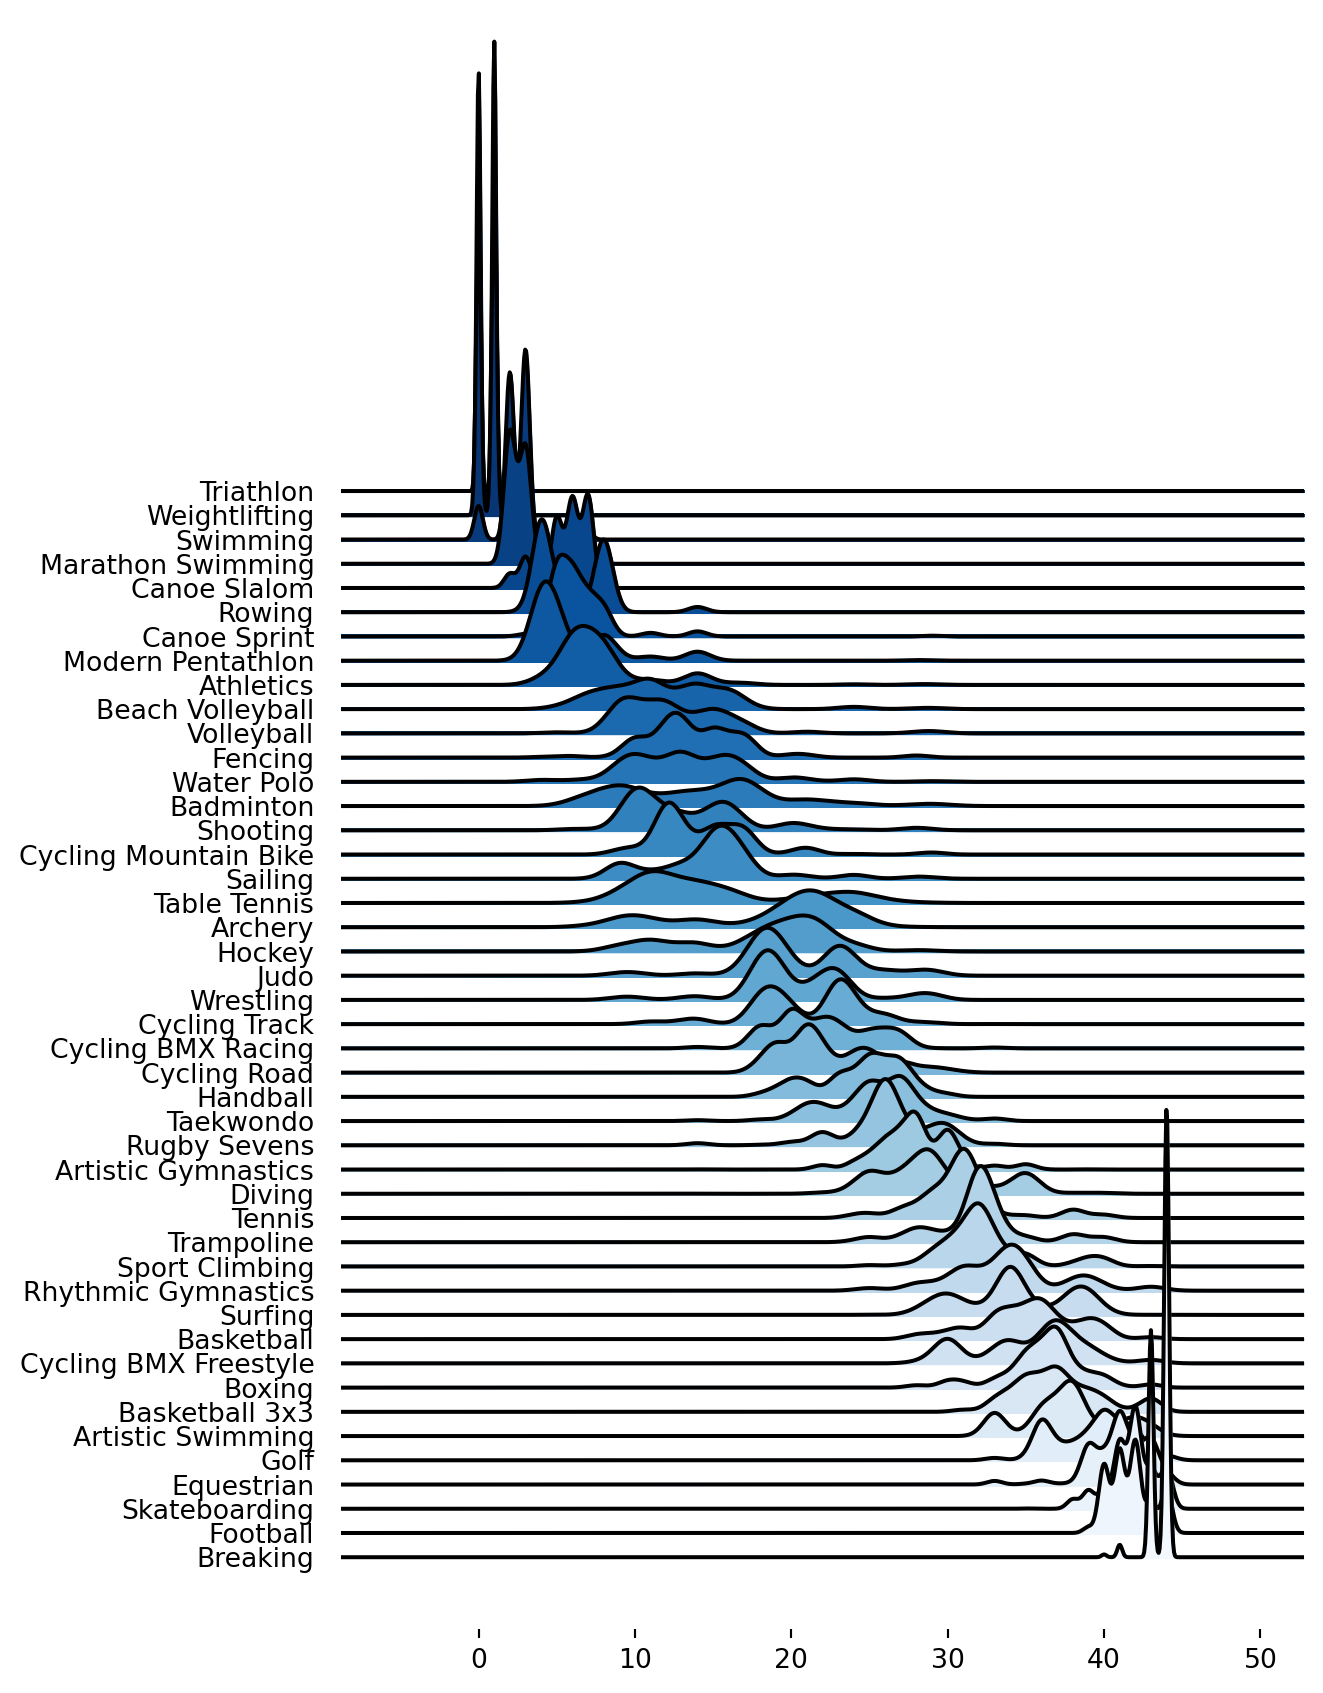 Triathlon
Weightlifting
Swimming
Marathon Swimming
Canoe Slalom
Rowing
Canoe Sprint
Modern Pentathlon
Athletics
Beach Volleyball
Volleyball
Fencing
Water Polo
Badminton
Shooting
Cycling Mountain Bike
Sailing
Table Tennis
Archery
Hockey
Judo
Wrestling
Cycling Track
Cycling BMX Racing
Cycling Road
Handball
Taekwondo
Rugby Sevens
Artistic Gymnastics
Diving
Tennis
Trampoline
Sport Climbing
Rhythmic Gymnastics
Surfing
Basketball
Cycling BMX Freestyle
Boxing
Basketball 3x3
Artistic Swimming
Golf
Equestrian
Skateboarding
Football
Breaking
0 10 20 30 40 50